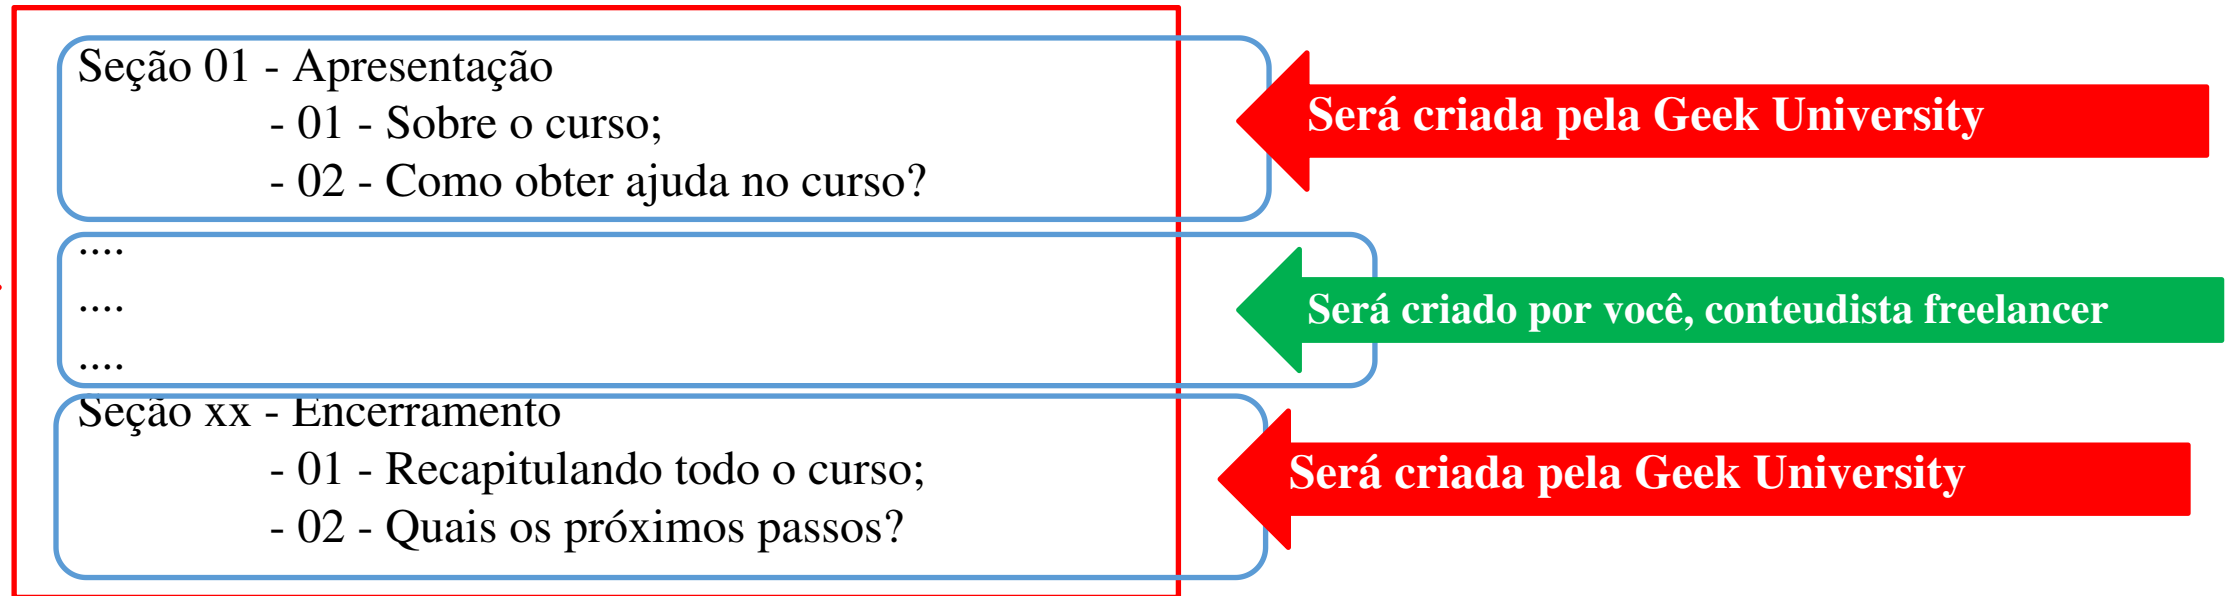 Seção 01 - Apresentação
- 01 - Sobre o curso;
- 02 - Como obter ajuda no curso?
Será criada pela Geek University
....
....
....
Será criado por você, conteudista freelancer
Seção xx - Encerramento
- 01 - Recapitulando todo o curso;
- 02 - Quais os próximos passos?
Será criada pela Geek University